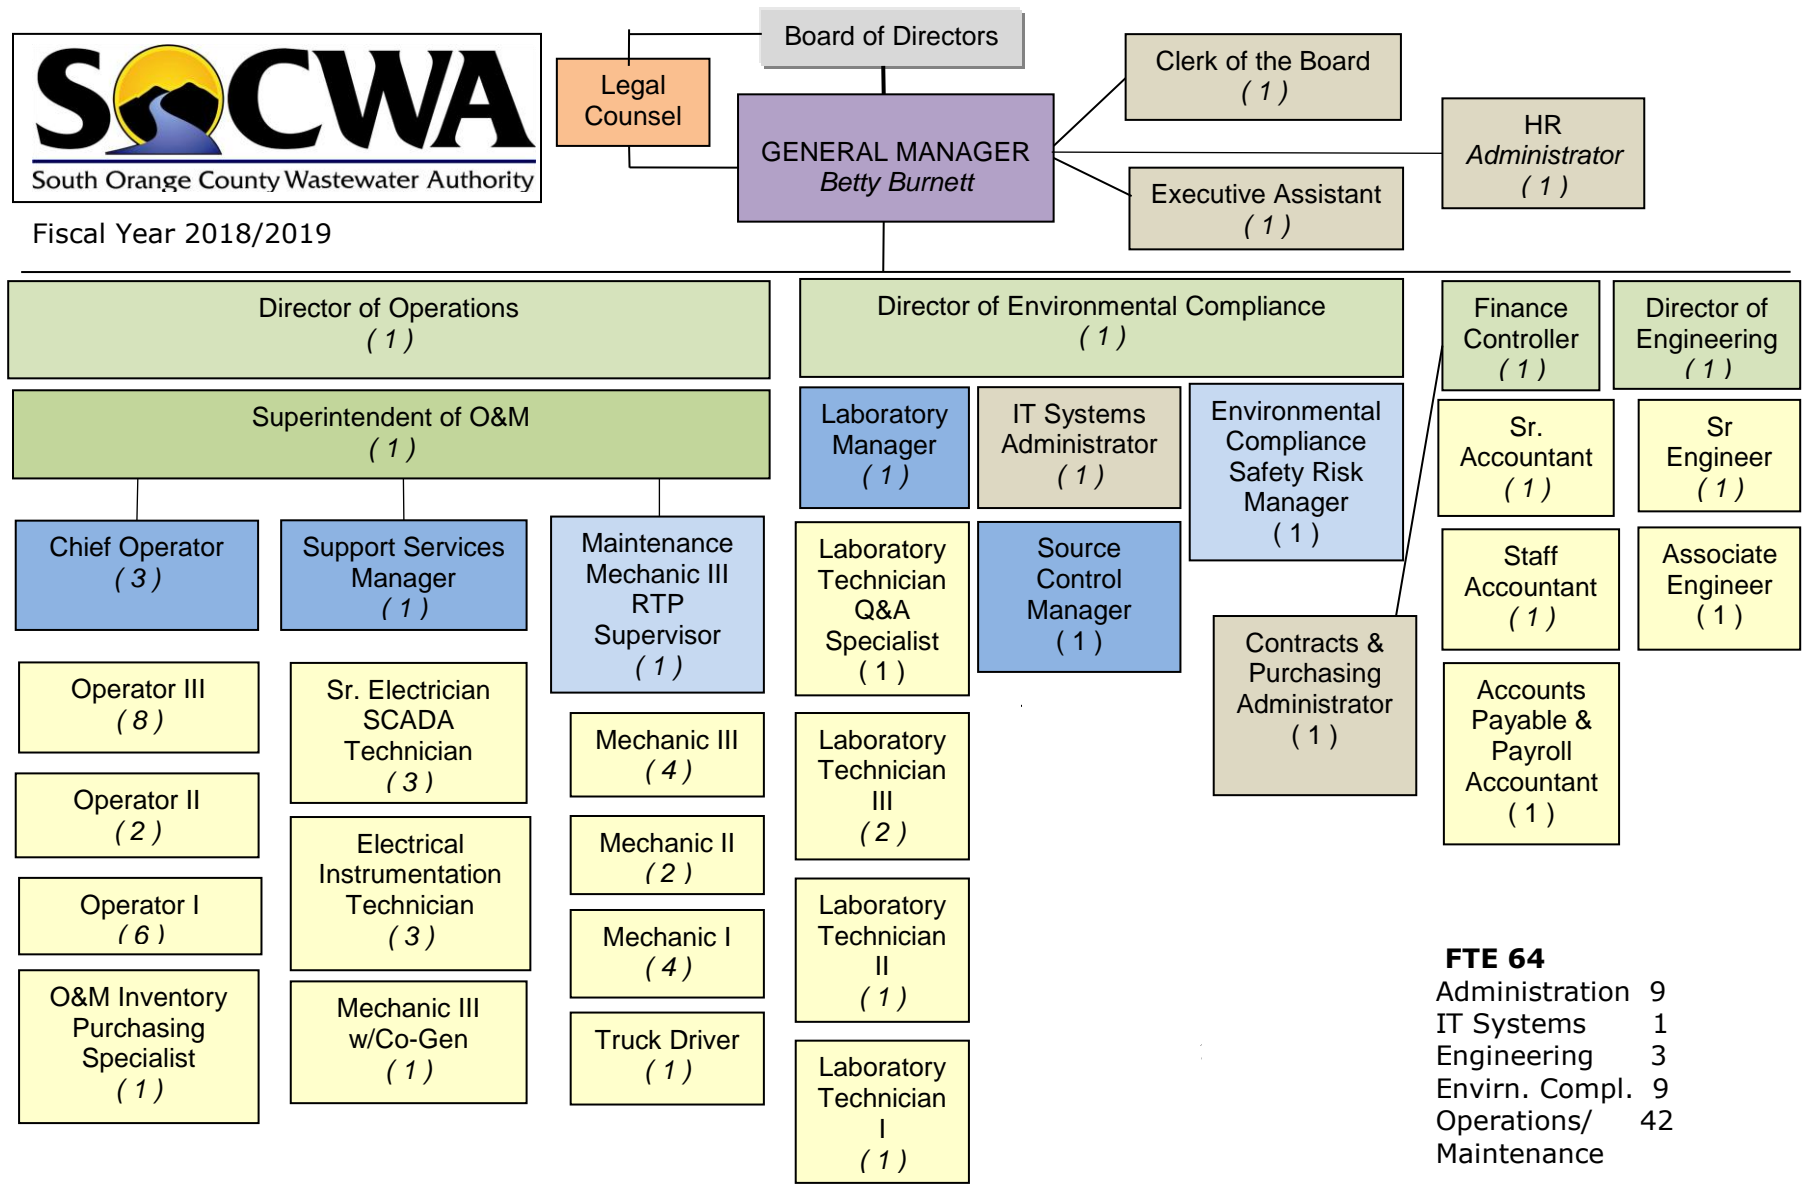 SOCWA
South Orange County Wastewater Authority
Fiscal Year 2018/2019
Board of Directors
Legal
Counsel
GENERAL MANAGER
Betty Burnett
Clerk of the Board
( 1 )
HR
Administrator
( 1 )
Executive Assistant
( 1 )
Director of Operations
( 1 )
Superintendent of O&M
( 1 )
Chief Operator
( 3 )
Operator III
( 8 )
Operator II
( 2 )
Operator I
( 6 )
O&M Inventory
Purchasing
Specialist
( 1 )
Support Services
Manager
( 1 )
Sr. Electrician
SCADA
Technician
( 3 )
Electrical
Instrumentation
Technician
( 3 )
Mechanic III
w/Co-Gen
( 1 )
Maintenance
Mechanic III
RTP
Supervisor
( 1 )
Mechanic III
( 4 )
Mechanic II
( 2 )
Mechanic I
( 4 )
Truck Driver
( 1 )
Director of Environmental Compliance
( 1 )
Laboratory
Manager
( 1 )
Laboratory
Technician
Q&A
Specialist
( 1 )
Laboratory
Technician
III
( 2 )
Laboratory
Technician
II
( 1 )
Laboratory
Technician
I
( 1 )
IT Systems
Administrator
( 1 )
Source
Control
Manager
( 1 )
Environmental
Compliance
Safety Risk
Manager
( 1 )
Contracts &
Purchasing
Administrator
( 1 )
Finance
Controller
( 1 )
Sr.
Accountant
( 1 )
Staff
Accountant
( 1 )
Accounts
Payable &
Payroll
Accountant
( 1 )
Director of
Engineering
( 1 )
Sr
Engineer
( 1 )
Associate
Engineer
( 1 )
FTE 64
Administration 9
IT Systems 1
Engineering 3
Envirn. Compl. 9
Operations/ 42
Maintenance